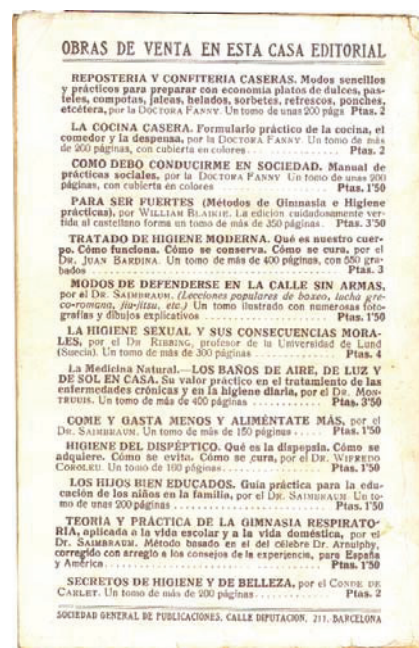 OBRAS DE VENTA EN ESTA CASA EDITORIAL
REPOSTERIA Y CONFITERIA CASERAS. Modos sencillos
y prácticos para preparar con economía platos de dulces, pas-
teles, compotas, jaleas, helados, sorbetes, refrescos, ponches,
etcétera, por la DOCTORA FANNY. Un tomo de unas 200 págs Ptas. 2
LA COCINA CASERA. Formulario práctico de la cocina, el
comedor y la despensa, por la DOCTORA FANNY Un tomo de más
de 200 páginas, con cubierta en colores .......... Ptas. 2
COMO DEBO CONDUCIRME EN SOCIEDAD. Manual de
prácticas sociales, por la DOCTORA FANNY Un tomo de unas 200
páginas, con cubierta en colores .......... Ptas. 1'50
PARA SER FUERTES (Métodos de Gimnasia e Higiene
prácticas), por WILLIAM BLAIKIE. La edición cuidadosamente ver-
tida al castellano forma un tomo de más de 350 páginas. Ptas. 3'50
TRATADO DE HIGIENE MODERNA. Qué es nuestro cuer-
po. Cómo funciona. Cómo se conserva. Cómo se cura, por el
DR. JUAN BARDINA. Un tomo de más de 400 páginas, con 550 gra-
bados .......... Ptas. 3
MODOS DE DEFENDERSE EN LA CALLE SIN ARMAS,
por el DR. SAIMBRAUM. (Lecciones populares de boxeo, lucha gre-
co-romana, jiu-jitsu, etc.) Un tomo ilustrado con numerosas foto-
grafías y dibujos explicativos .......... Ptas. 1'50
LA HIGIENE SEXUAL Y SUS CONSECUENCIAS MORA-
LES, por el DR RIBBING, profesor de la Universidad de Lund
(Suecia). Un tomo de más de 300 páginas .......... Ptas. 4
La Medicina Natural.—LOS BAÑOS DE AIRE, DE LUZ Y
DE SOL EN CASA. Su valor práctico en el tratamiento de las
enfermedades crónicas y en la higiene diaria, por el DR. MON-
TRUUIS. Un tomo de más de 400 páginas .......... Ptas. 3'50
COME Y GASTA MENOS Y ALIMÉNTATE MÁS, por el
DR. SAIMBRAUM. Un tomo de más de 150 páginas .......... Ptas. 1'50
HIGIENE DEL DISPÉPTICO. Qué es la dispepsia. Cómo se
adquiere. Cómo se evita. Cómo se cura, por el DR. WIFREDO
COROLEU. Un tomo de 160 páginas .......... Ptas. 1'50
LOS HIJOS BIEN EDUCADOS. Guía práctica para la edu-
cación de los niños en la familia, por el DR. SAIMBRAUM Un to-
mo de unas 200 páginas .......... Ptas. 1'50
TEORÍA Y PRÁCTICA DE LA GIMNASIA RESPIRATO-
RIA, aplicada a la vida escolar y a la vida doméstica, por el
DR. SAIMBRAUM. Método basado en el del célebre Dr. Arnulphy,
corregido con arreglo a los consejos de la experiencia, para España
y América .......... Ptas. 1'50
SECRETOS DE HIGIENE Y DE BELLEZA, por el CONDE DE
CARLET. Un tomo de más de 200 páginas .......... Ptas. 2
SOCIEDAD GENERAL DE PUBLICACIONES, CALLE DIPUTACIÓN, 211, BARCELONA